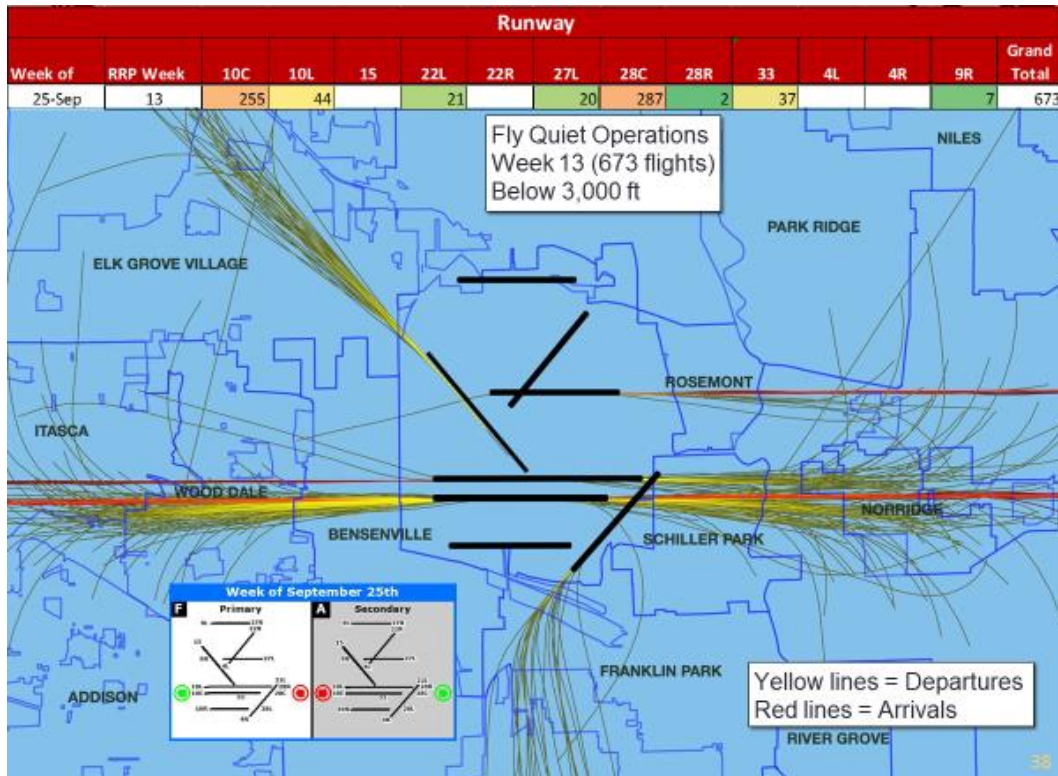 Runway
Week of RRP Week 10C 10L 15 22L 22R 27L 28C 28R 33 4L 4R 9R Grand Total
25-Sep 13 255 44 21 20 287 2 37 7 673
Fly Quiet Operations
Week 13 (673 flights)
Below 3,000 ft
NILES
PARK RIDGE
ELK GROVE VILLAGE
ROSEMONT
ITASCA
WOOD DALE
NORRIDGE
BENSENVILLE
SCHILLER PARK
Week of September 25th
F Primary
A Secondary
FRANKLIN PARK
ADDISON
Yellow lines = Departures
Red lines = Arrivals
RIVER GROVE
38